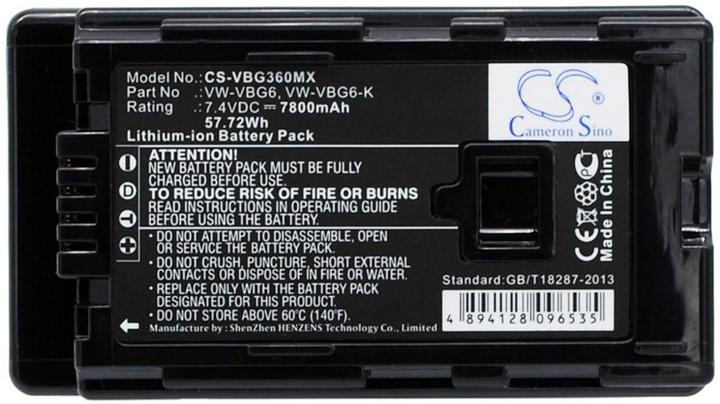 Model No.: CS-VBG360MX
Part No .: VW-VBG6, VW-VBG6-K
Rating .: 7.4VDC⎓ 7800mAh
57.72Wh
Lithium-ion Battery Pack
CS
Cameron Sino
ATTENTION!
NEW BATTERY PACK MUST BE FULLY
CHARGED BEFORE USE.
TO REDUCE RISK OF FIRE OR BURNS
READ INSTRUCTIONS IN OPERATING GUIDE
BEFORE USING THE BATTERY.
- D T +
• DO NOT ATTEMPT TO DISASSEMBLE, OPEN
OR SERVICE THE BATTERY PACK.
• DO NOT CRUSH, PUNCTURE, SHORT EXTERNAL
CONTACTS OR DISPOSE OF IN FIRE OR WATER.
• REPLACE ONLY WITH THE BATTERY PACK
DESIGNATED FOR THIS PRODUCT.
• DO NOT STORE ABOVE 60°C (140°F).
Manufacture by : ShenZhen HENZENS Technology Co., Limited
CE PCT
Made in China
Standard:GB/T18287-2013
4 894128 096535